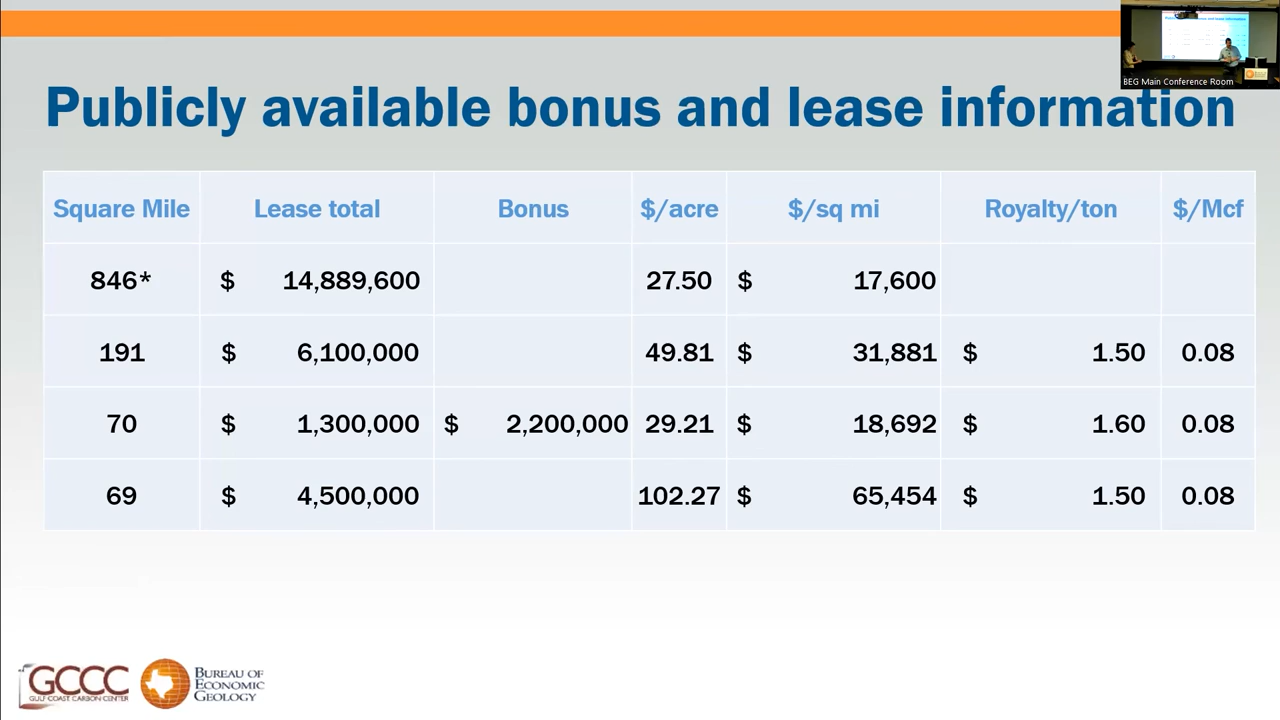 BEG Main Conference Room
Publicly available bonus and lease information
Square Mile Lease total Bonus $/acre $/sq mi Royalty/ton $/Mcf
846* $ 14,889,600 27.50 $ 17,600
191 $ 6,100,000 49.81 $ 31,881 $ 1.50 0.08
70 $ 1,300,000 $ 2,200,000 29.21 $ 18,692 $ 1.60 0.08
69 $ 4,500,000 102.27 $ 65,454 $ 1.50 0.08
GCCC
GULF COAST CARBON CENTER
BUREAU OF
ECONOMIC
GEOLOGY